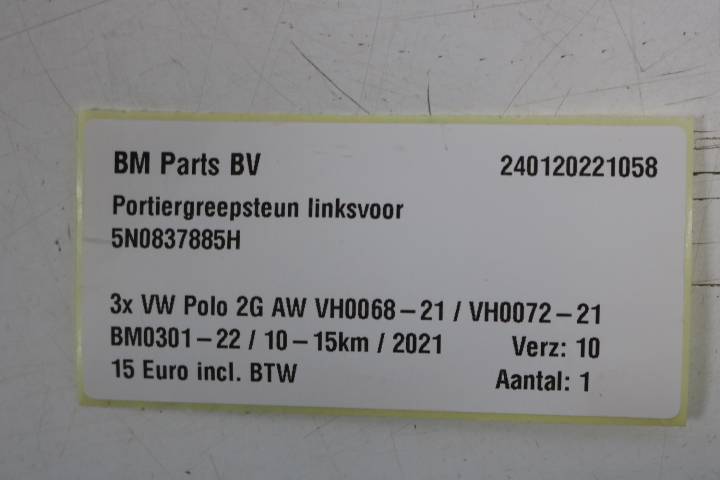 BM Parts BV 240120221058
Portiergreepsteun linksvoor
5N0837885H
3x VW Polo 2G AW VH0068-21 / VH0072-21
BM0301-22 / 10-15km / 2021 Verz: 10
15 Euro incl. BTW Aantal: 1